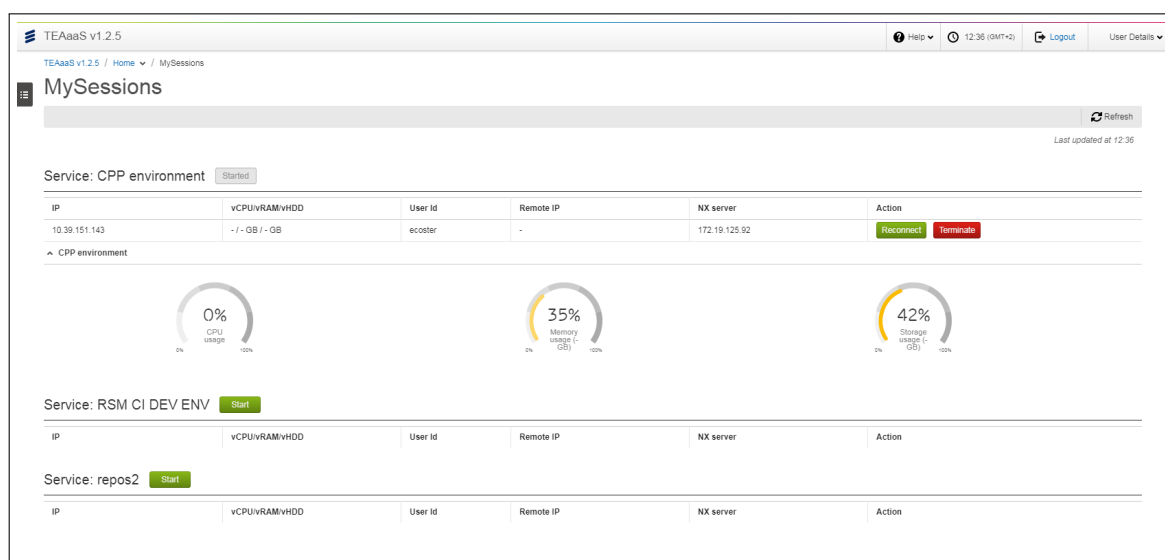 TEAaaS v1.2.5 Help 12:36 (GMT+2) Logout User Details
TEAaaS v1.2.5 / Home / MySessions
MySessions
Refresh
Last updated at 12:36
Service: CPP environment Started
IP vCPU/vRAM/vHDD User Id Remote IP NX server Action
10.39.151.143 - / - GB / - GB ecoster - 172.19.125.92 Reconnect Terminate
CPP environment
0%
CPU
usage
0% 100%
35%
Memory
usage (-
GB)
0% 100%
42%
Storage
usage (-
GB)
0% 100%
Service: RSM CI DEV ENV Start
IP vCPU/vRAM/vHDD User Id Remote IP NX server Action
Service: repos2 Start
IP vCPU/vRAM/vHDD User Id Remote IP NX server Action